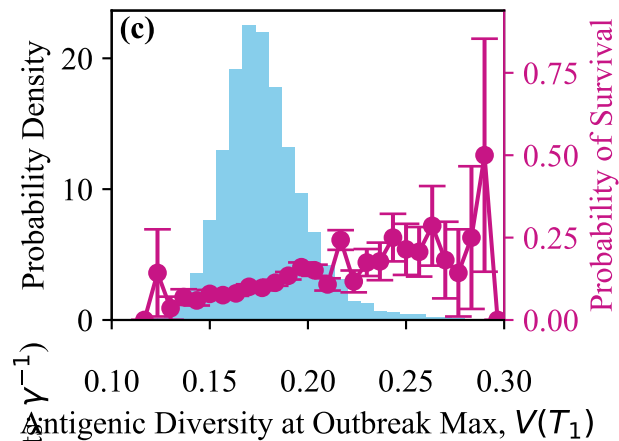 (c)
Probability Density
20
10
0
Probability of Survival
0.75
0.50
0.25
0.00
0.10 0.15 0.20 0.25 0.30
Antigenic Diversity at Outbreak Max, V(T₁)
γ⁻¹)